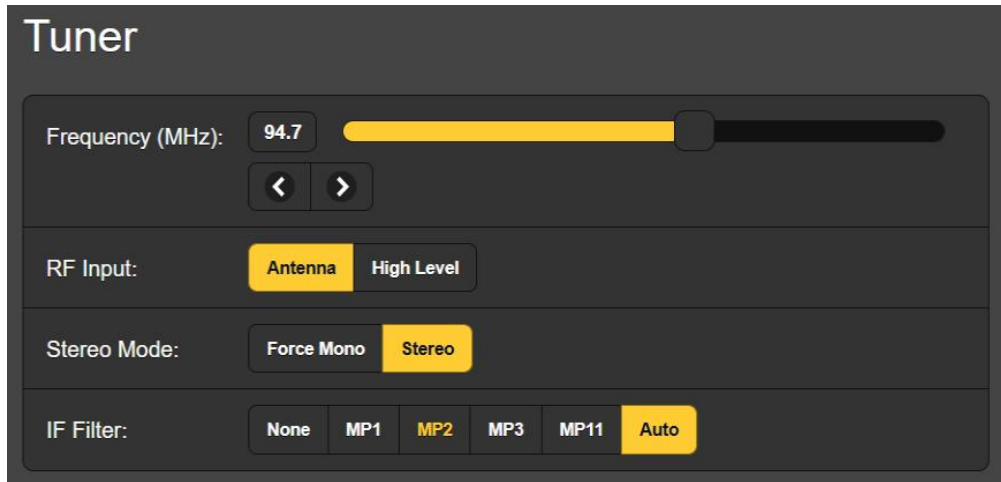 Tuner
Frequency (MHz): 94.7
RF Input: Antenna High Level
Stereo Mode: Force Mono Stereo
IF Filter: None MP1 MP2 MP3 MP11 Auto